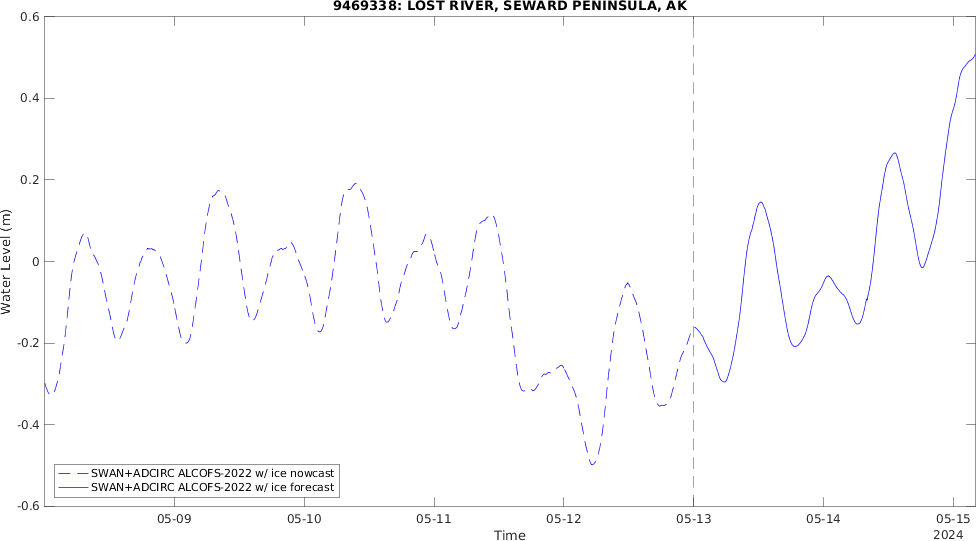 9469338: LOST RIVER, SEWARD PENINSULA, AK
0.6
0.4
0.2
0
-0.2
-0.4
-0.6
Water Level (m)
SWAN+ADCIRC ALCOFS-2022 w/ ice nowcast
SWAN+ADCIRC ALCOFS-2022 w/ ice forecast
05-09 05-10 05-11 05-12 05-13 05-14 05-15
Time
2024